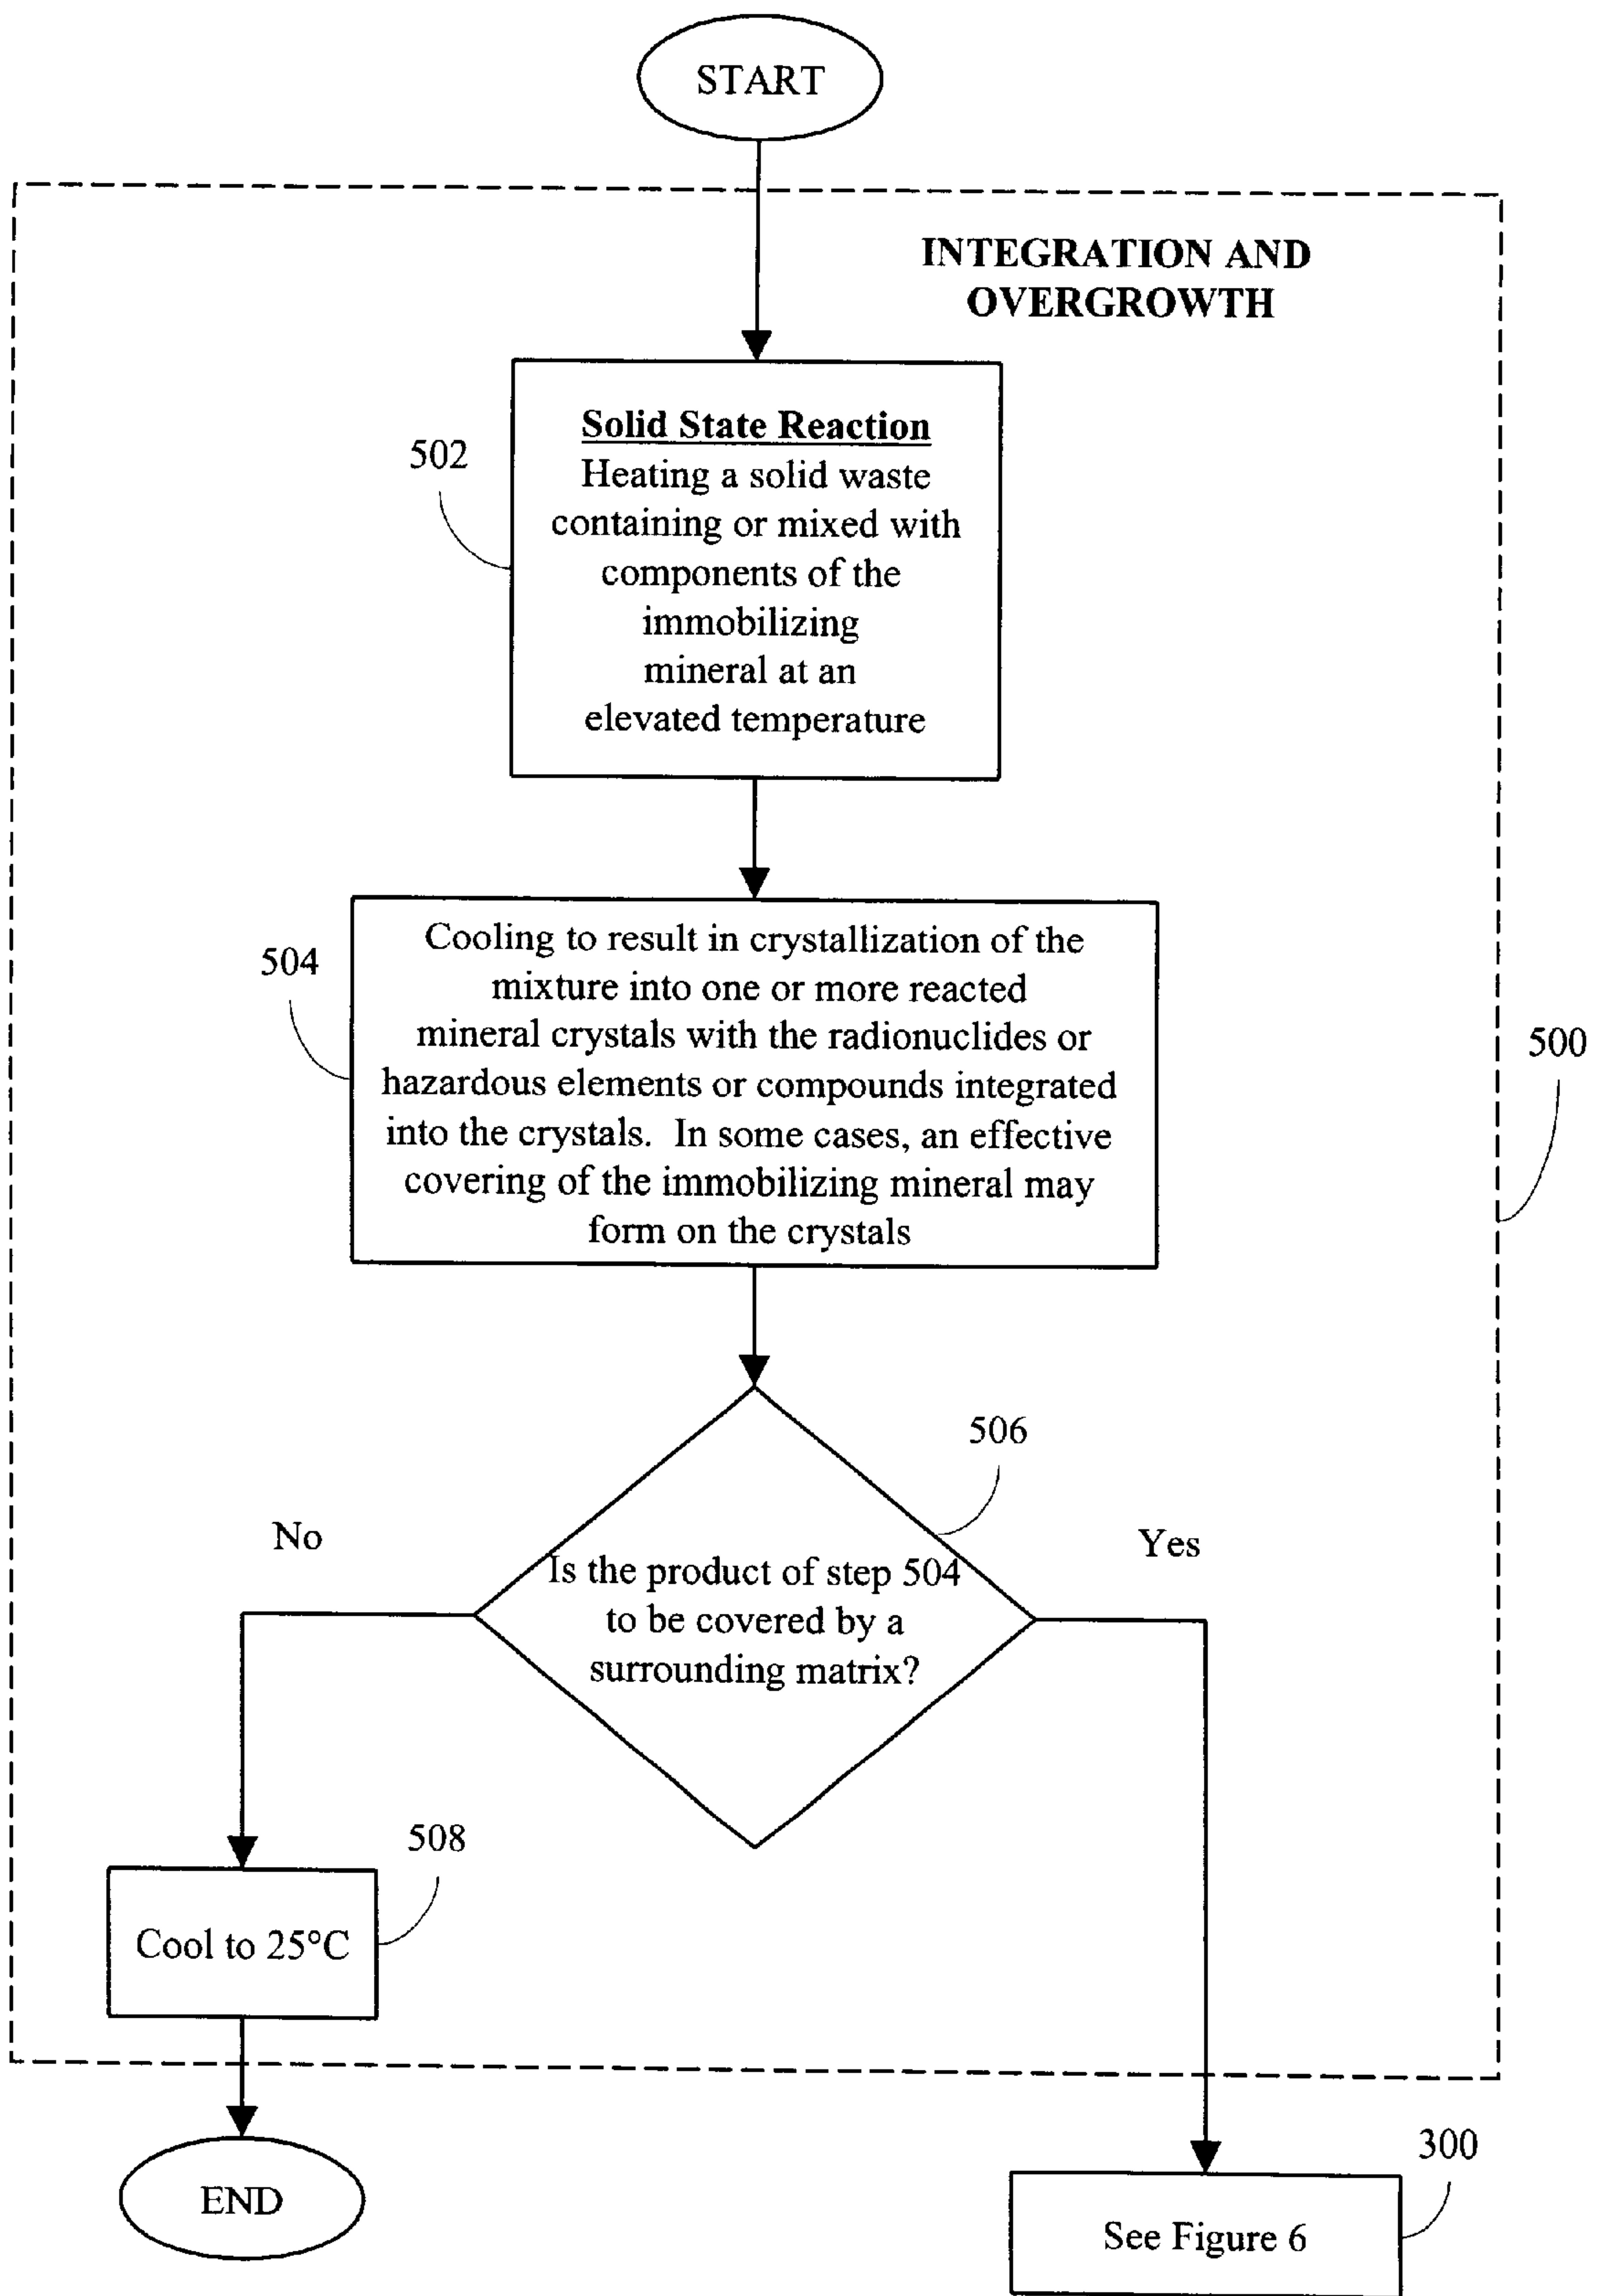 START
INTEGRATION AND
OVERGROWTH
502
Solid State Reaction
Heating a solid waste
containing or mixed with
components of the
immobilizing
mineral at an
elevated temperature
504
Cooling to result in crystallization of the
mixture into one or more reacted
mineral crystals with the radionuclides or
hazardous elements or compounds integrated
into the crystals. In some cases, an effective
covering of the immobilizing mineral may
form on the crystals
500
506
No
Yes
Is the product of step 504
to be covered by a
surrounding matrix?
508
Cool to 25°C
END
300
See Figure 6